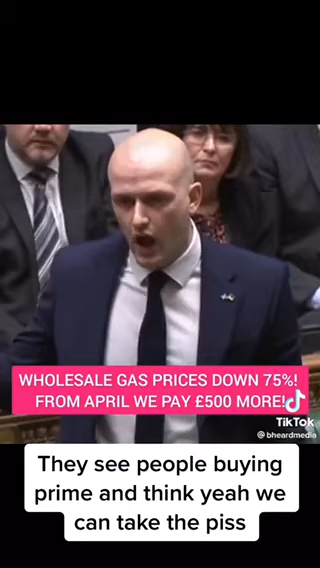 WHOLESALE GAS PRICES DOWN 75%!
FROM APRIL WE PAY £500 MORE!
TikTok
@bheardmedia
They see people buying
prime and think yeah we
can take the piss